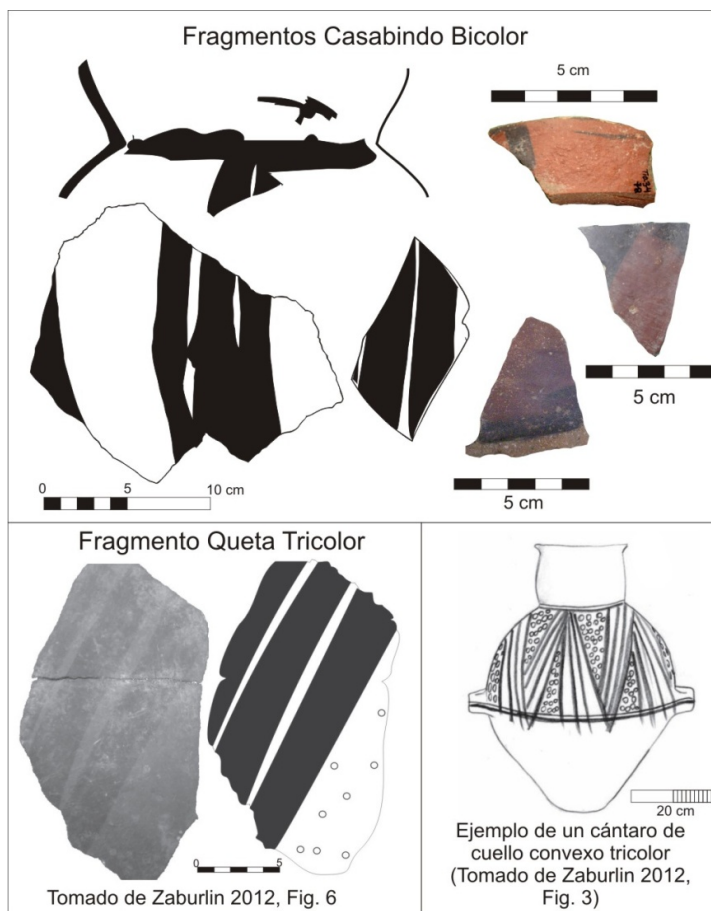 Fragmentos Casabindo Bicolor
5 cm
5 cm
5 cm
0 5 10 cm
Fragmento Queta Tricolor
0 5
Tomado de Zaburlin 2012, Fig. 6
20 cm
Ejemplo de un cántaro de
cuello convexo tricolor
(Tomado de Zaburlin 2012,
Fig. 3)